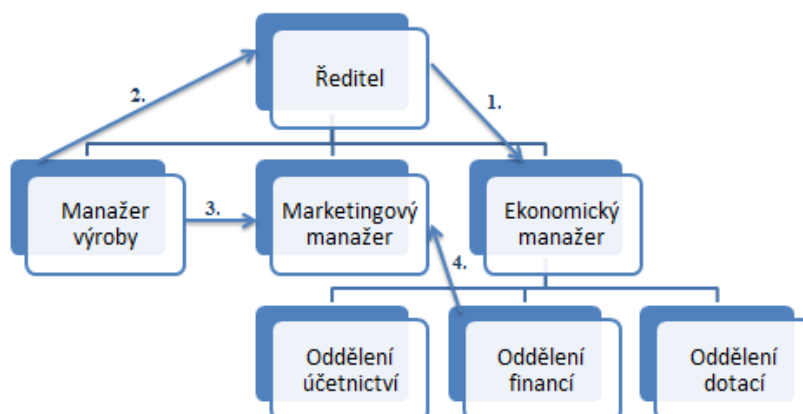 Ředitel
2.
1.
Manažer
výroby
3.
Marketingový
manažer
Ekonomický
manažer
4.
Oddělení
účetnictví
Oddělení
financí
Oddělení
dotací